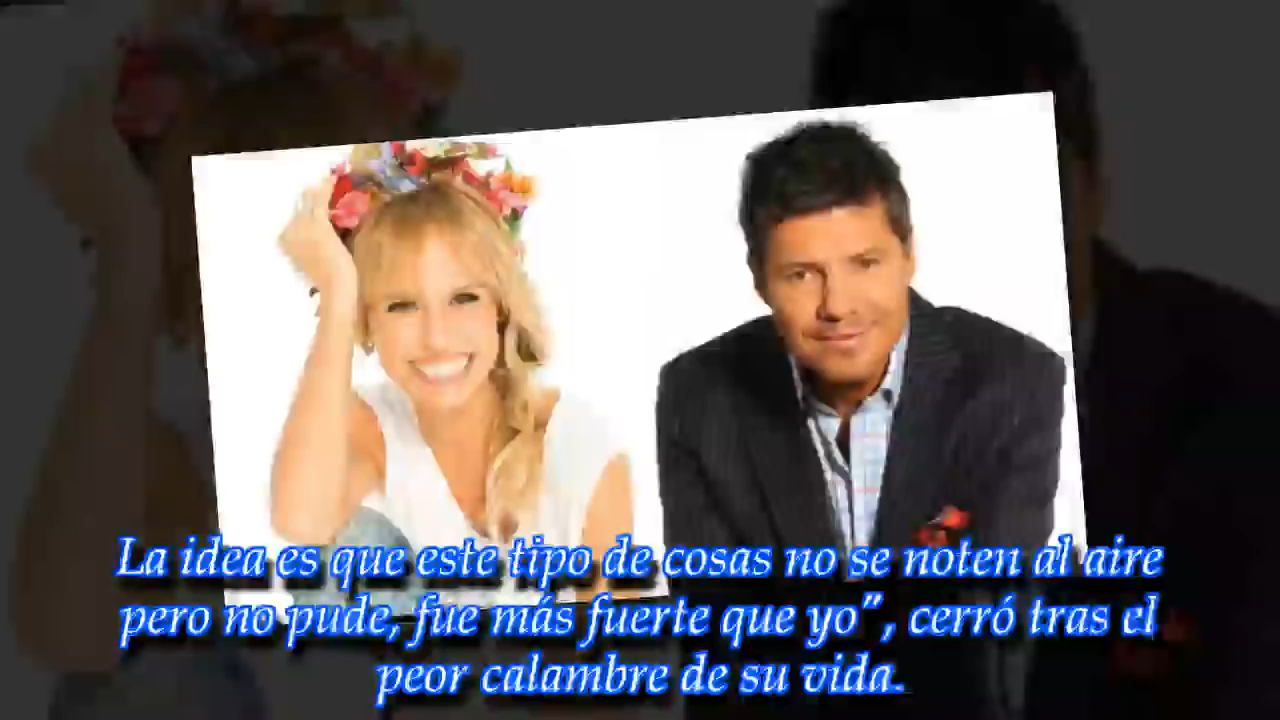 La idea es que este tipo de cosas no se noten al aire
pero no pude, fue más fuerte que yo”, cerró tras el
peor calambre de su vida.